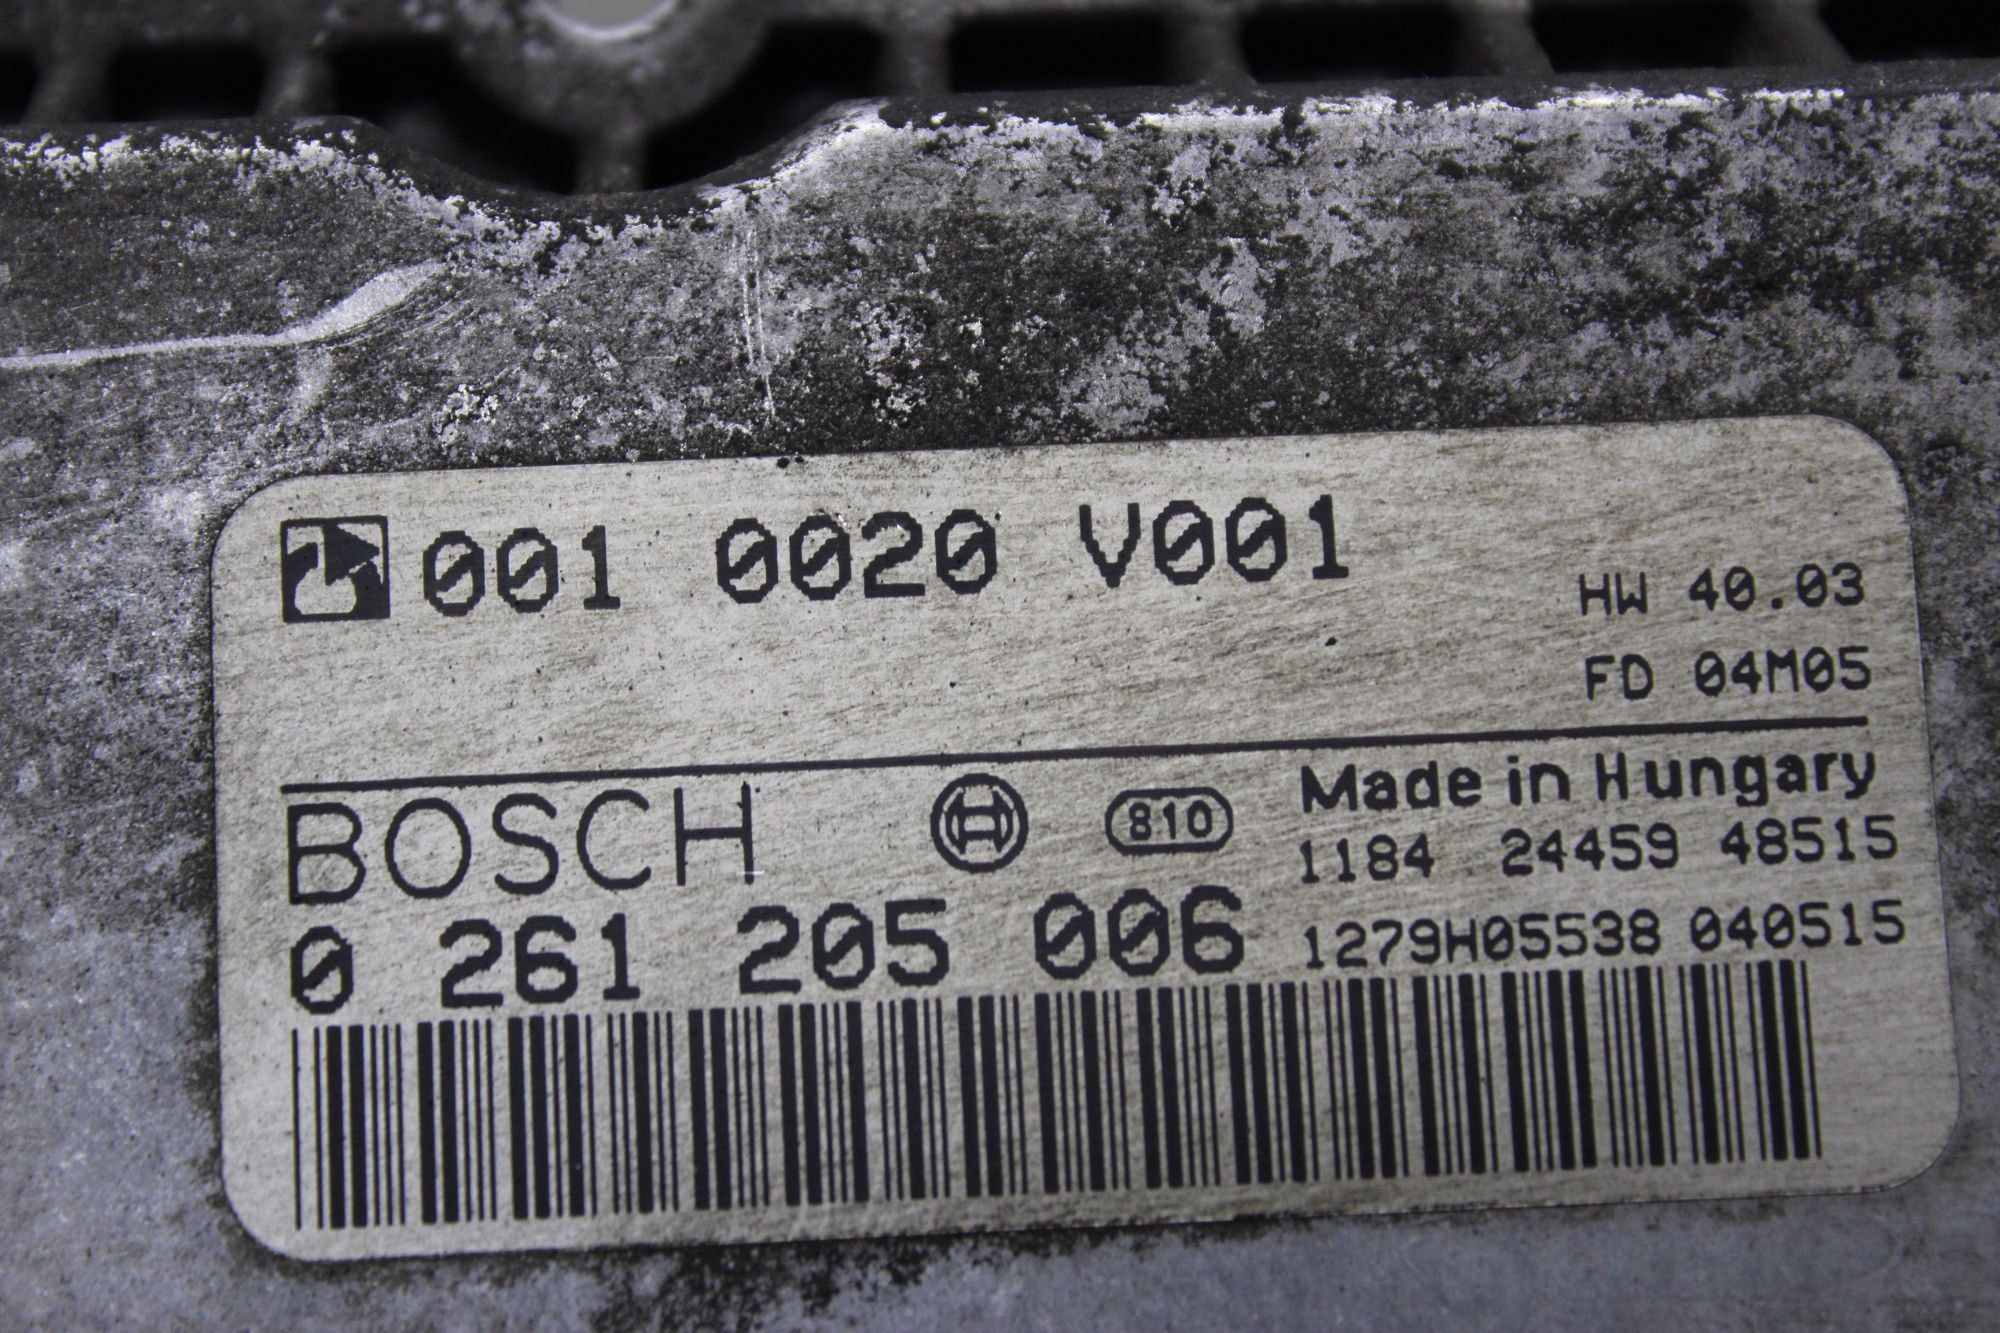 001 0020 V001
HW 40.03
FD 04M05
BOSCH 810 Made in Hungary
1184 24459 48515
0 261 205 006 1279H05538 040515